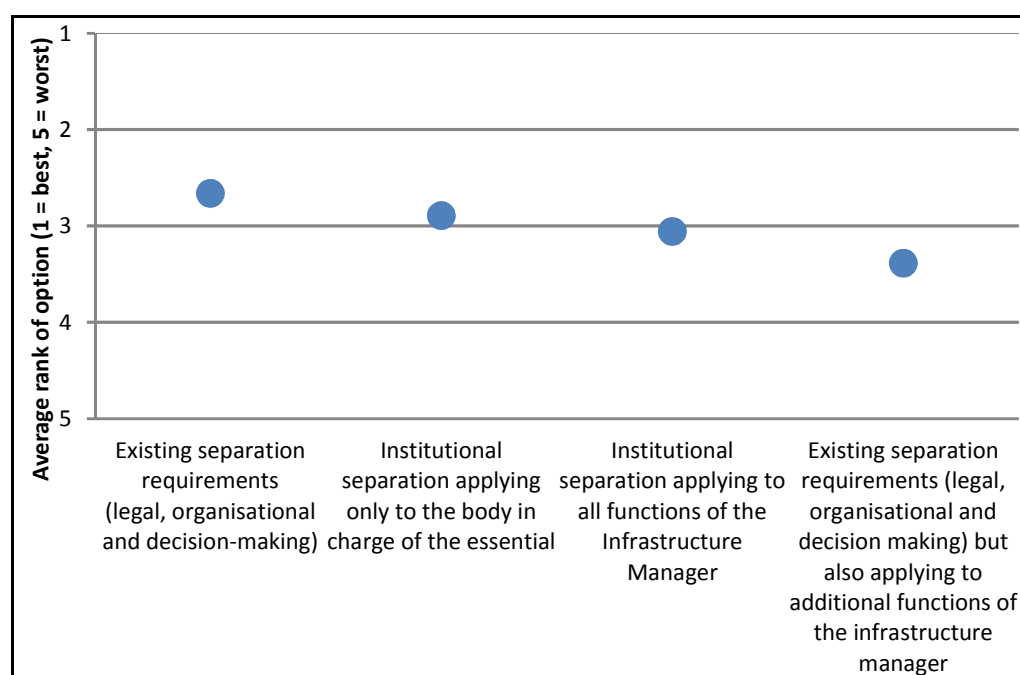 Average rank of option (1 = best, 5 = worst)
1
2
3
4
5
Existing separation
requirements
(legal, organisational
and decision-making)
Institutional
separation applying
only to the body in
charge of the essential
Institutional
separation applying to
all functions of the
Infrastructure
Manager
Existing separation
requirements (legal,
organisational and
decision making) but
also applying to
additional functions of
the infrastructure
manager